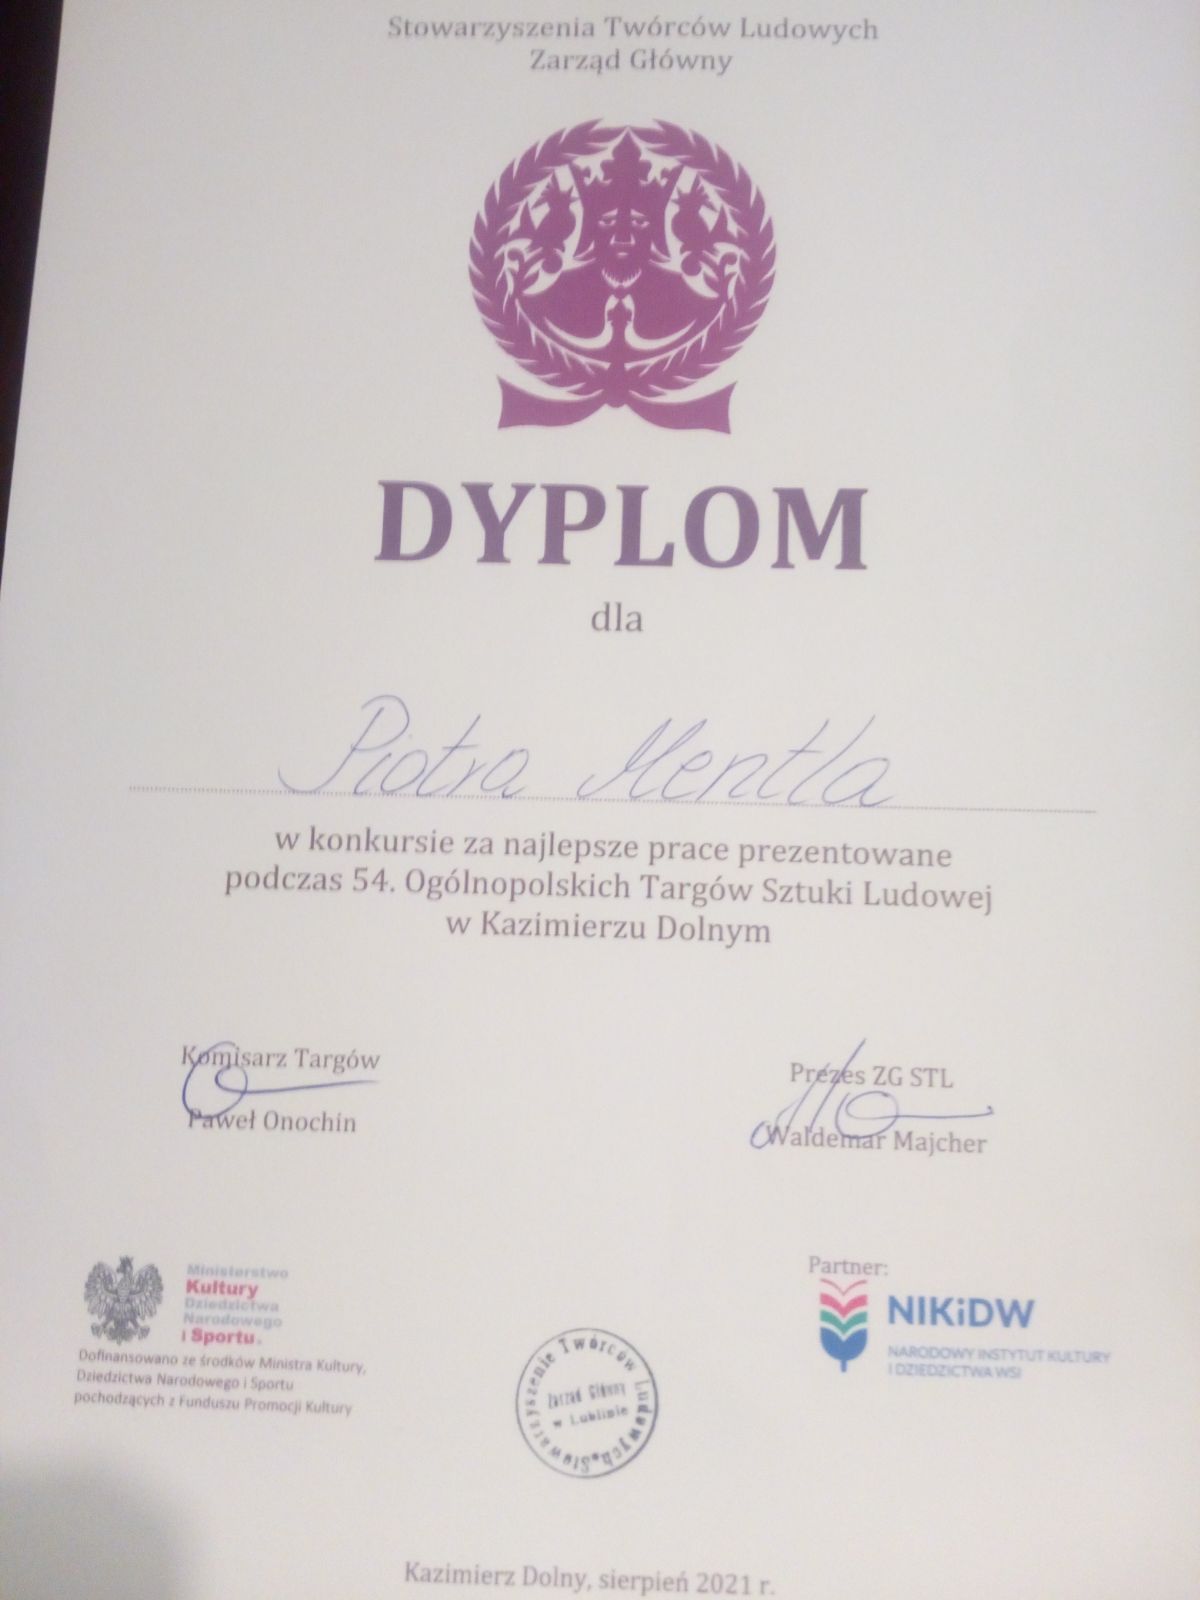 Stowarzyszenia Twórców Ludowych
Zarząd Główny
DYPLOM
dla
Piotra Mentla
w konkursie za najlepsze prace prezentowane
podczas 54. Ogólnopolskich Targów Sztuki Ludowej
w Kazimierzu Dolnym
Komisarz Targów
Paweł Onochin
Prezes ZG STL
Waldemar Majcher
Ministerstwo
Kultury
Dziedzictwa
Narodowego
i Sportu.
Dofinansowano ze środków Ministra Kultury,
Dziedzictwa Narodowego i Sportu
pochodzących z Funduszu Promocji Kultury
Stowarzyszenie Twórców Ludowych
Zarząd Główny
w Lublinie
Partner:
NIKiDW
NARODOWY INSTYTUT KULTURY
I DZIEDZICTWA WSI
Kazimierz Dolny, sierpień 2021 r.